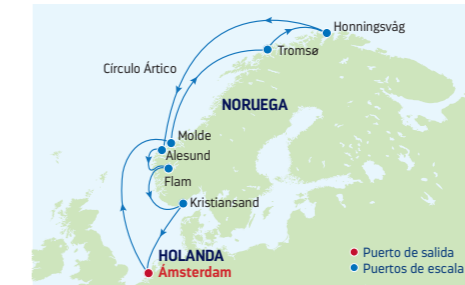 Honningsvåg
Tromsø
Círculo Ártico
NORUEGA
Molde
Alesund
Flam
Kristiansand
HOLANDA
Ámsterdam
Puerto de salida
Puertos de escala